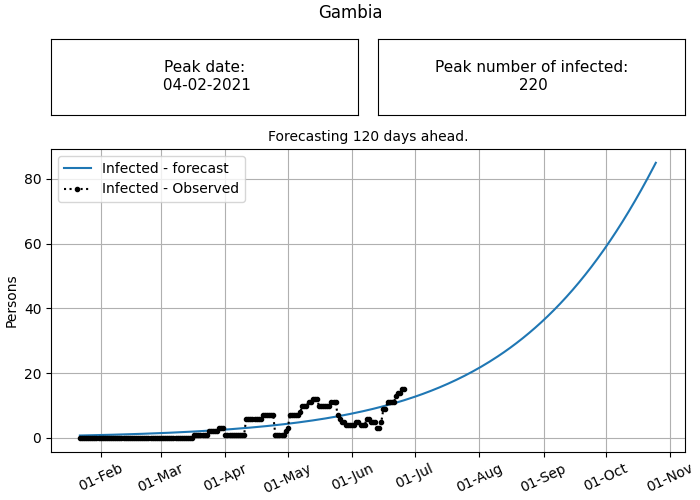 Gambia
Peak date:
04-02-2021
Peak number of infected:
220
Forecasting 120 days ahead.
Infected - forecast
Infected - Observed
Persons
80
60
40
20
0
01-Feb
01-Mar
01-Apr
01-May
01-Jun
01-Jul
01-Aug
01-Sep
01-Oct
01-Nov